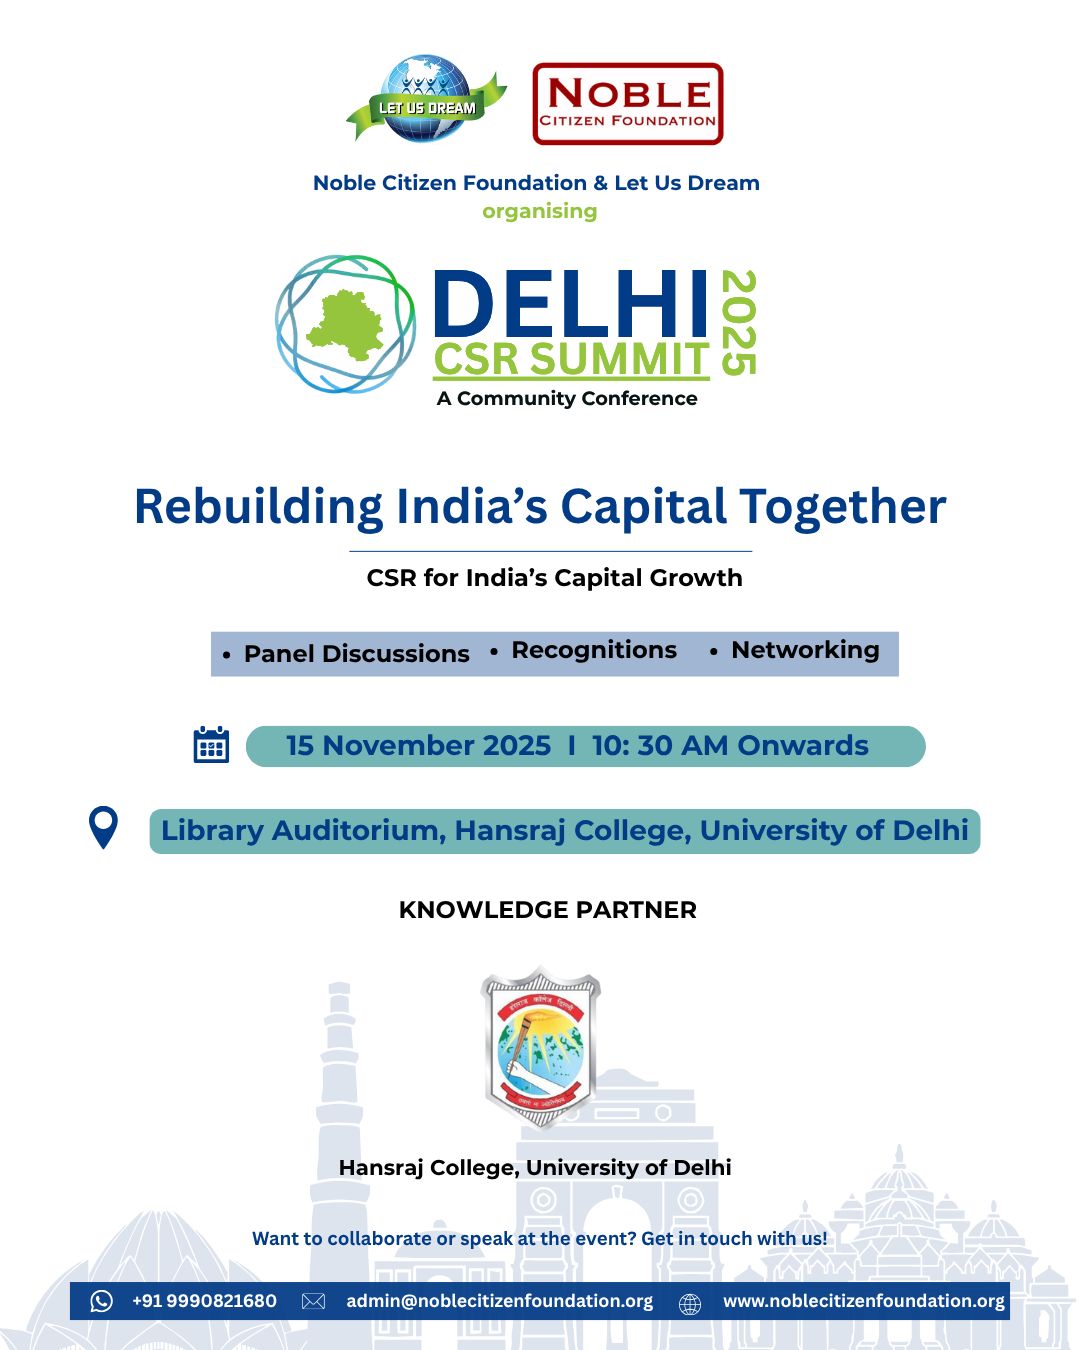 LET US DREAM
NOBLE
CITIZEN FOUNDATION
Noble Citizen Foundation & Let Us Dream
organising
DELHI
CSR SUMMIT
2025
A Community Conference
Rebuilding India’s Capital Together
CSR for India’s Capital Growth
• Panel Discussions • Recognitions • Networking
15 November 2025 I 10: 30 AM Onwards
Library Auditorium, Hansraj College, University of Delhi
KNOWLEDGE PARTNER
हंसराज कॉलेज दिल्ली
तमसो मा ज्योतिर्गमय
Hansraj College, University of Delhi
Want to collaborate or speak at the event? Get in touch with us!
+91 9990821680 admin@noblecitizenfoundation.org www.noblecitizenfoundation.org